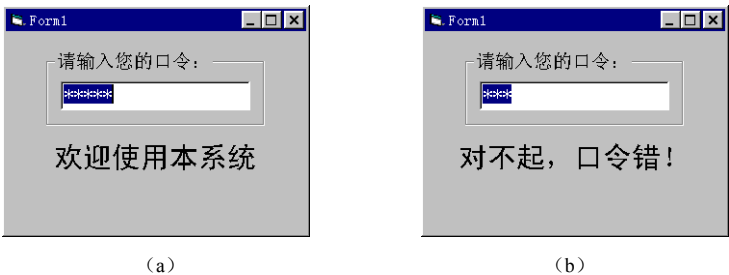 Form1
请输入您的口令：
*****
欢迎使用本系统
（a）
Form1
请输入您的口令：
***
对不起，口令错！
（b）